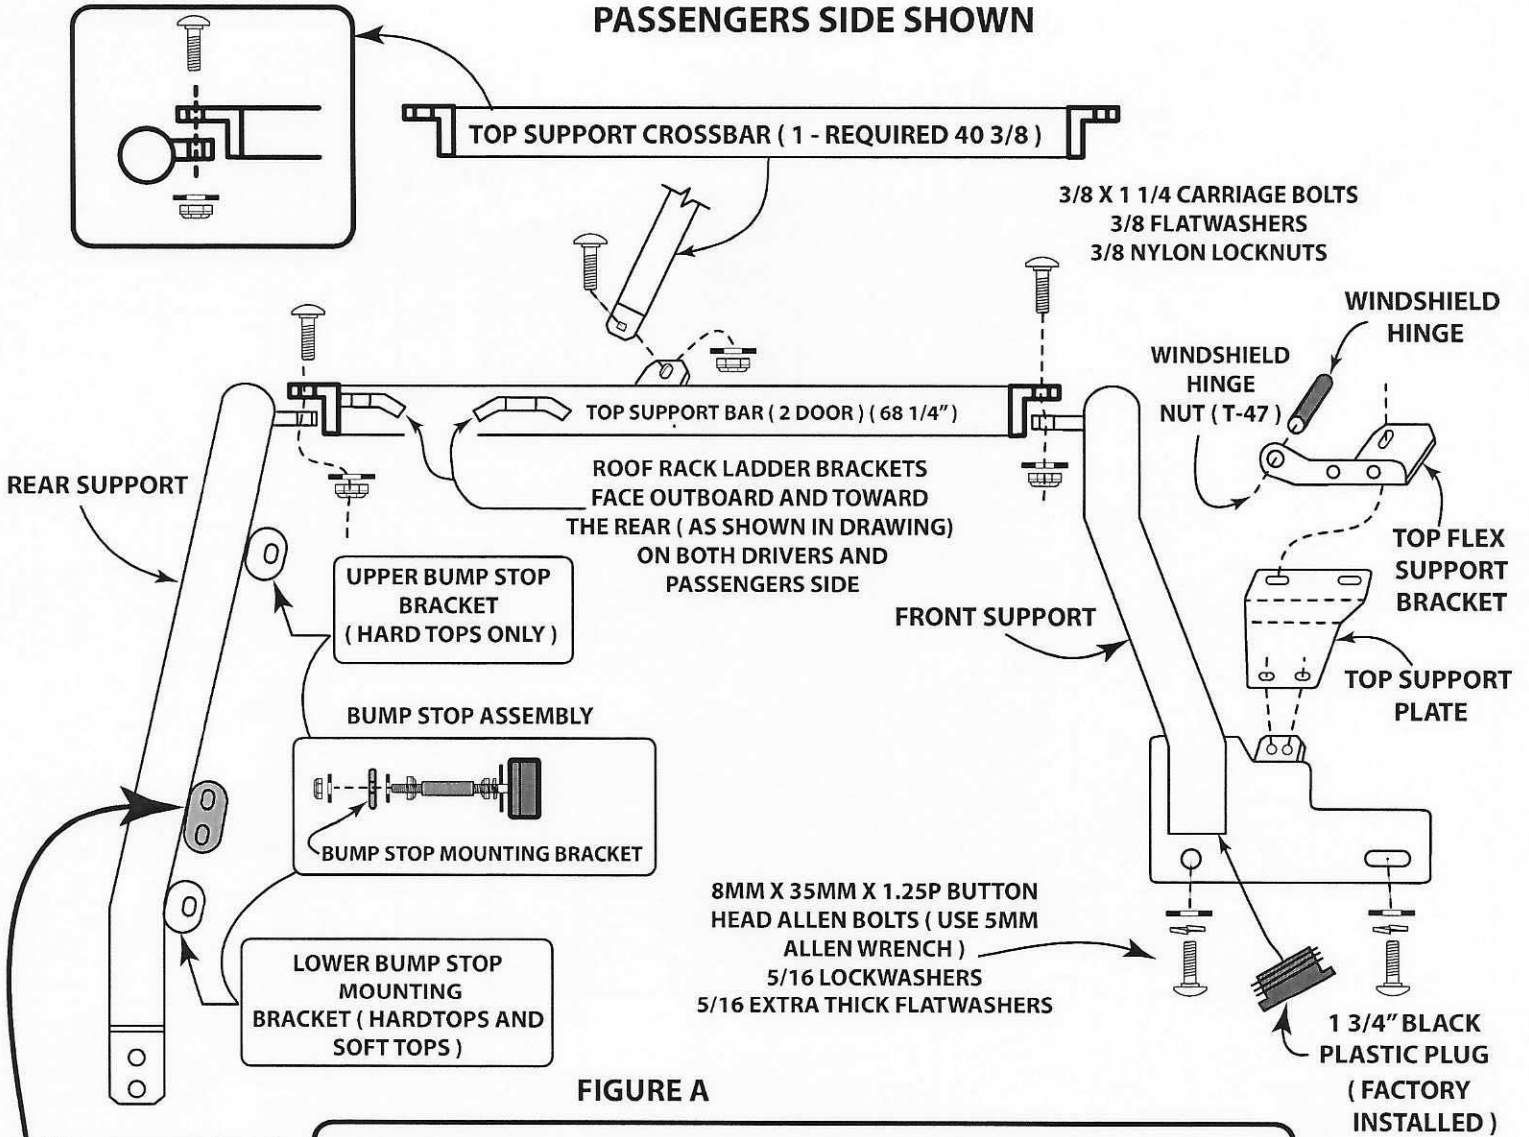 PASSENGERS SIDE SHOWN
TOP SUPPORT CROSSBAR ( 1 - REQUIRED 40 3/8 )
3/8 X 1 1/4 CARRIAGE BOLTS
3/8 FLATWASHERS
3/8 NYLON LOCKNUTS
WINDSHIELD
HINGE
WINDSHIELD
HINGE
NUT ( T-47 )
TOP SUPPORT BAR ( 2 DOOR ) ( 68 1/4" )
REAR SUPPORT
ROOF RACK LADDER BRACKETS
FACE OUTBOARD AND TOWARD
THE REAR ( AS SHOWN IN DRAWING)
ON BOTH DRIVERS AND
PASSENGERS SIDE
TOP FLEX
SUPPORT
BRACKET
UPPER BUMP STOP
BRACKET
( HARD TOPS ONLY )
FRONT SUPPORT
TOP SUPPORT
PLATE
BUMP STOP ASSEMBLY
BUMP STOP MOUNTING BRACKET
8MM X 35MM X 1.25P BUTTON
HEAD ALLEN BOLTS ( USE 5MM
ALLEN WRENCH )
5/16 LOCKWASHERS
5/16 EXTRA THICK FLATWASHERS
LOWER BUMP STOP
MOUNTING
BRACKET ( HARDTOPS AND
SOFT TOPS )
1 3/4" BLACK
PLASTIC PLUG
( FACTORY
INSTALLED )
FIGURE A